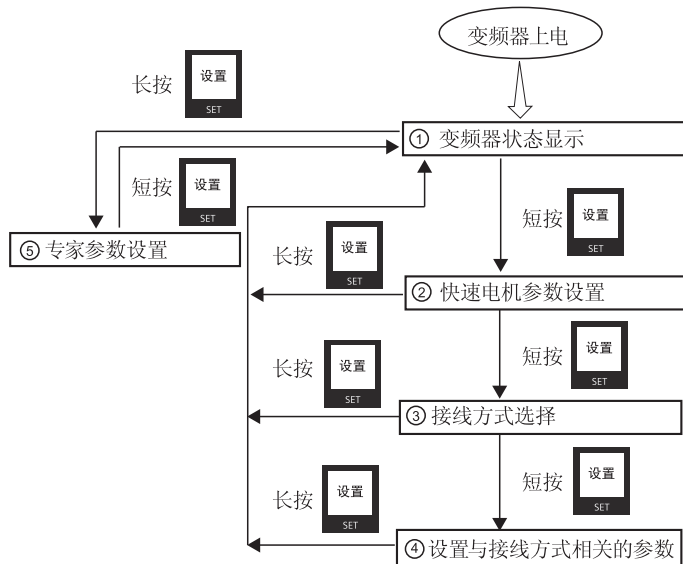 变频器上电
长按
设置
SET
① 变频器状态显示
短按
设置
SET
短按
设置
SET
⑤ 专家参数设置
长按
设置
SET
② 快速电机参数设置
短按
设置
SET
长按
设置
SET
③ 接线方式选择
短按
设置
SET
长按
设置
SET
④ 设置与接线方式相关的参数